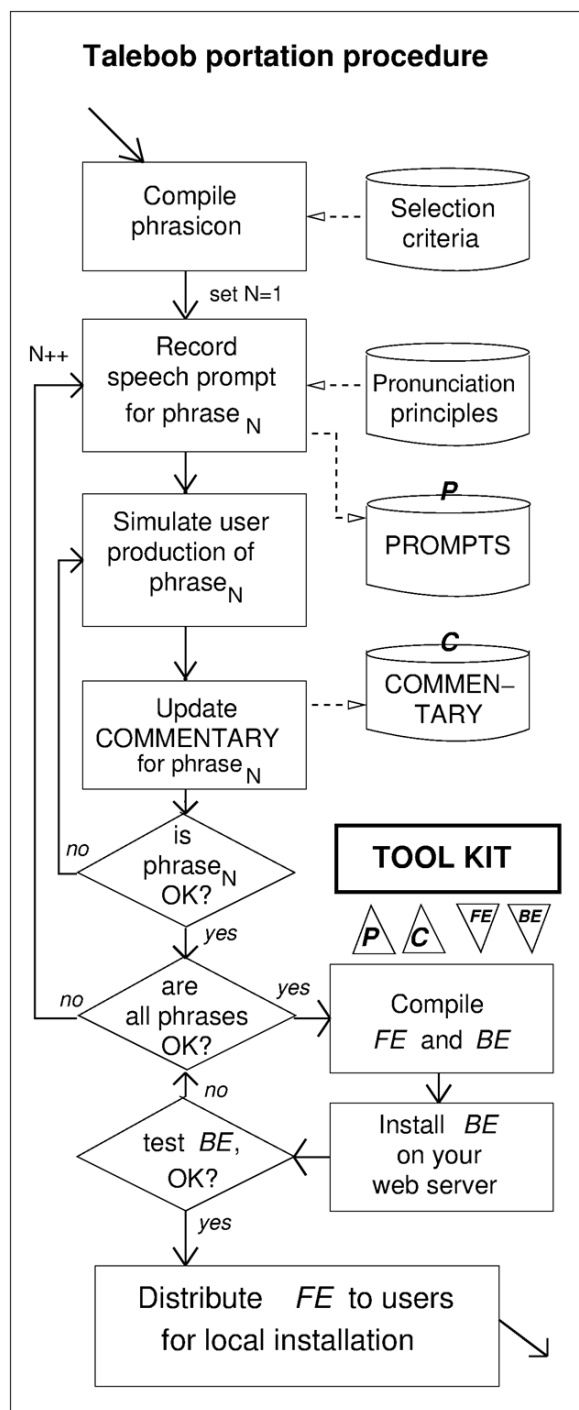 Talebob portation procedure
Compile
phrasicon
Selection
criteria
set N=1
N++
Record
speech prompt
for phrase N
Pronunciation
principles
P
PROMPTS
Simulate user
production of
phrase N
C
COMMEN–
TARY
Update
COMMENTARY
for phrase N
no
is
phrase N
OK?
yes
TOOL KIT
P
C
FE
BE
no
are
all phrases
OK?
yes
Compile
FE and BE
no
test BE,
OK?
yes
Install BE
on your
web server
Distribute FE to users
for local installation